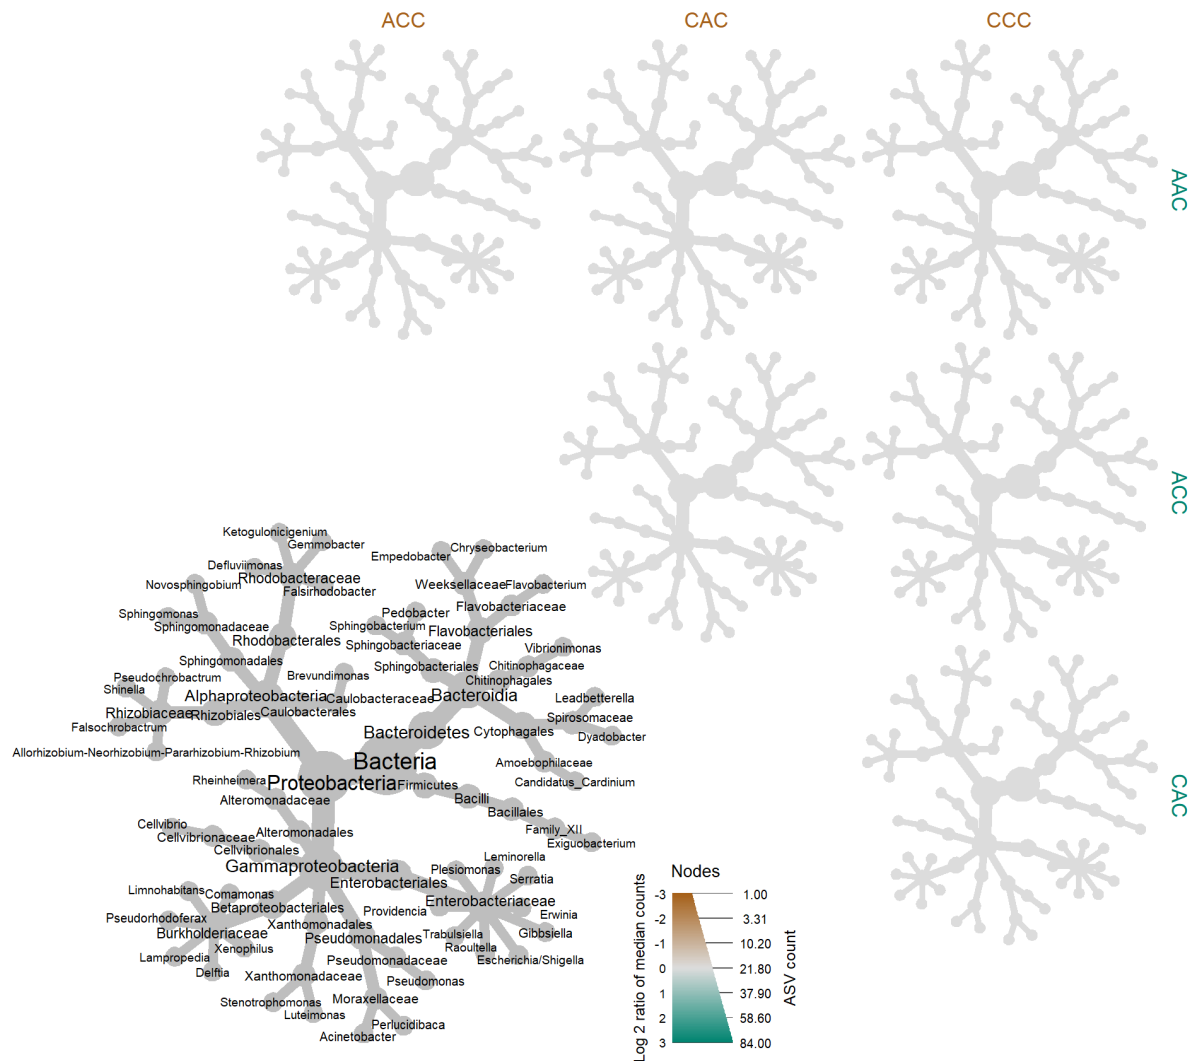 ACC
CAC
CCC
AAC
ACC
CAC
Ketogulonicigenium
Gemmobacter
Empedobacter
Chryseobacterium
Defluviimonas
Rhodobacteraceae
Novosphingobium
Falsirhodobacter
Weeksellaceae
Flavobacterium
Sphingomonas
Pedobacter
Flavobacteriaceae
Sphingomonadaceae
Sphingobacterium
Flavobacteriales
Rhodobacterales
Sphingobacteriaceae
Vibrionimonas
Sphingomonadales
Sphingobacteriales
Chitinophagaceae
Pseudochrobactrum
Brevundimonas
Chitinophagales
Shinella
Alphaproteobacteria
Caulobacteraceae
Bacteroidia
Leadbetterella
Rhizobiaceae
Rhizobiales
Caulobacterales
Spirosomaceae
Falsochrobactrum
Bacteroidetes
Cytophagales
Dyadobacter
Allorhizobium-Neorhizobium-Pararhizobium-Rhizobium
Bacteria
Amoebophilaceae
Rheinheimera
Proteobacteria
Firmicutes
Candidatus_Cardinium
Alteromonadaceae
Bacilli
Bacillales
Cellvibrio
Alteromonadales
Family_XII
Cellvibrionaceae
Exiguobacterium
Cellvibrionales
Leminorella
Gammaproteobacteria
Plesiomonas
Serratia
Enterobacteriales
Limnohabitans
Comamonas
Enterobacteriaceae
Betaproteobacteriales
Providencia
Erwinia
Pseudorhodoferax
Xanthomonadales
Burkholderiaceae
Pseudomonadales
Trabulsiella
Gibbsiella
Xenophilus
Raoultella
Lampropedia
Pseudomonadaceae
Escherichia/Shigella
Delftia
Xanthomonadaceae
Pseudomonas
Stenotrophomonas
Moraxellaceae
Luteimonas
Perlucidibaca
Acinetobacter
Nodes
Log 2 ratio of median counts
ASV count
-3 1.00
-2 3.31
-1 10.20
0 21.80
1 37.90
2 58.60
3 84.00